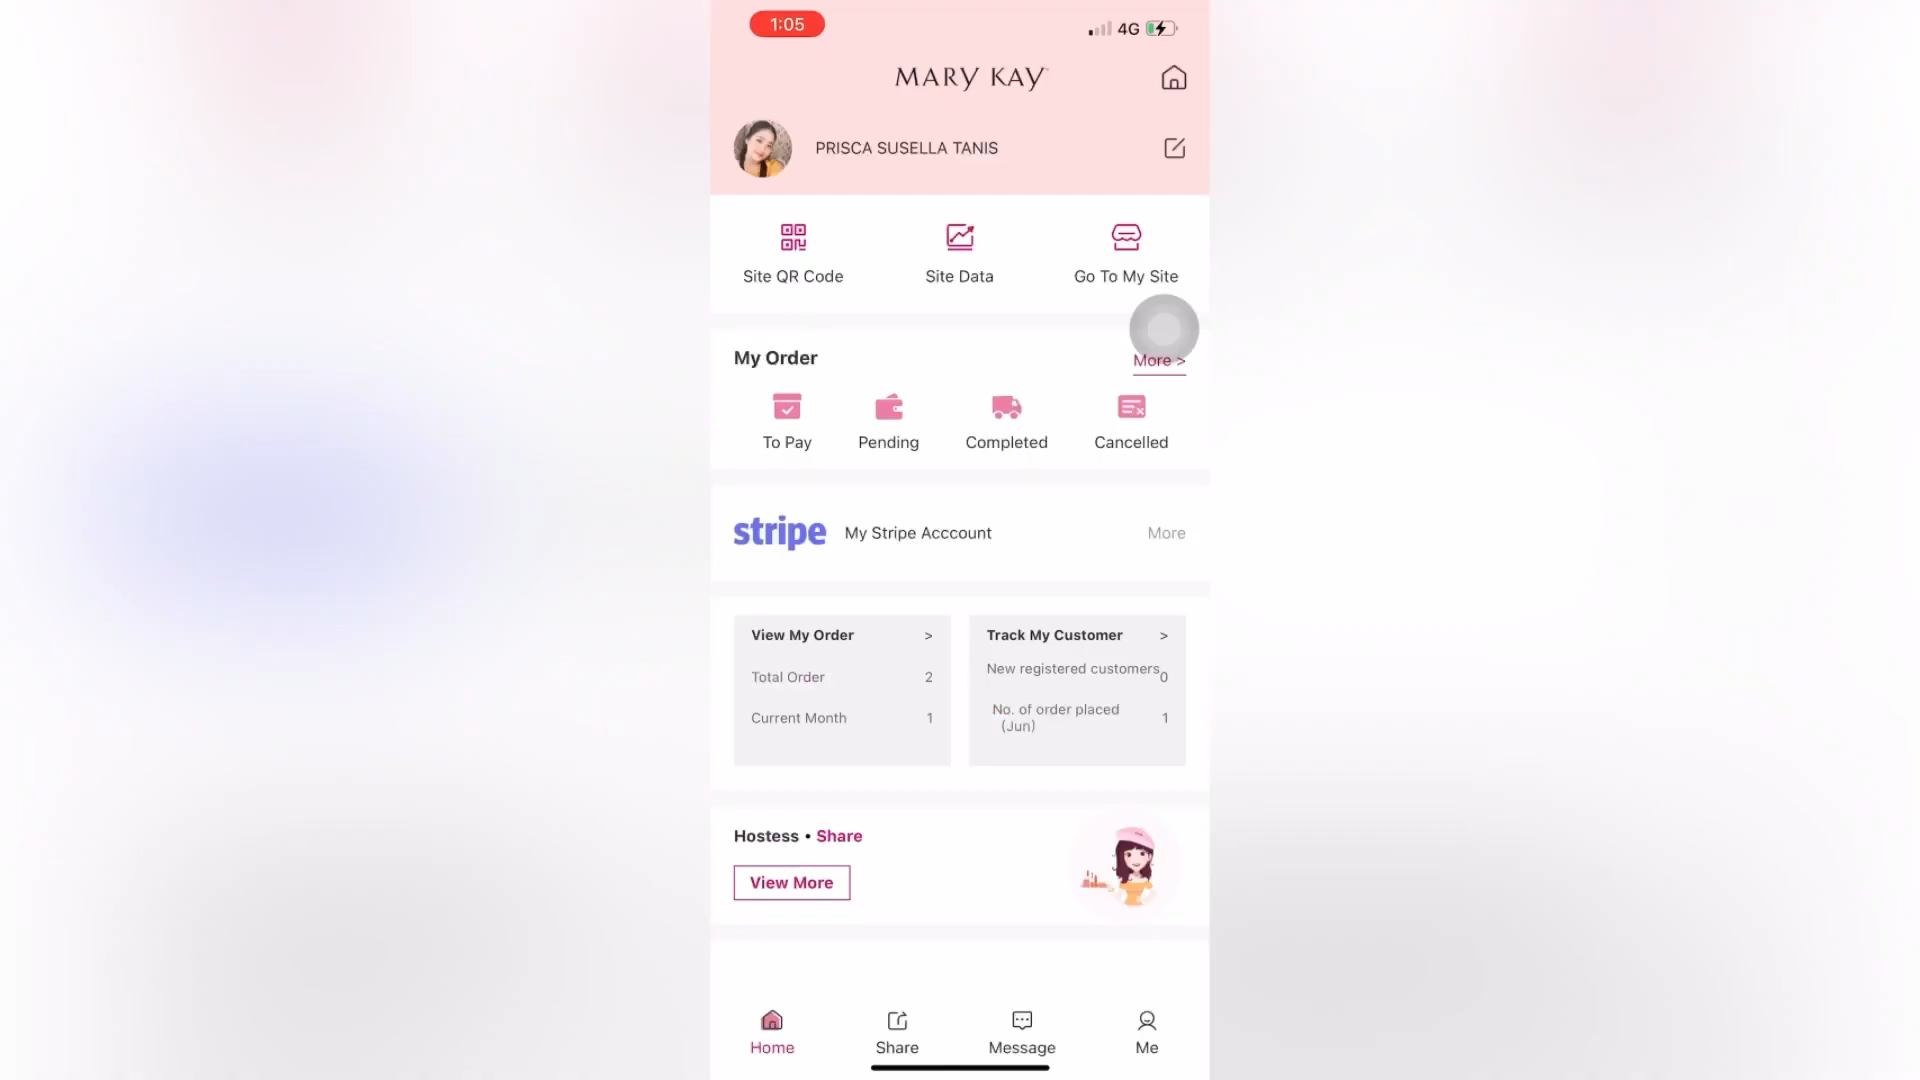 1:05
4G
MARY KAY
PRISCA SUSELLA TANIS
Site QR Code
Site Data
Go To My Site
My Order
More >
To Pay
Pending
Completed
Cancelled
stripe
My Stripe Acccount
More
View My Order >
Total Order 2
Current Month 1
Track My Customer >
New registered customers 0
No. of order placed 1
(Jun)
Hostess • Share
View More
Home
Share
Message
Me